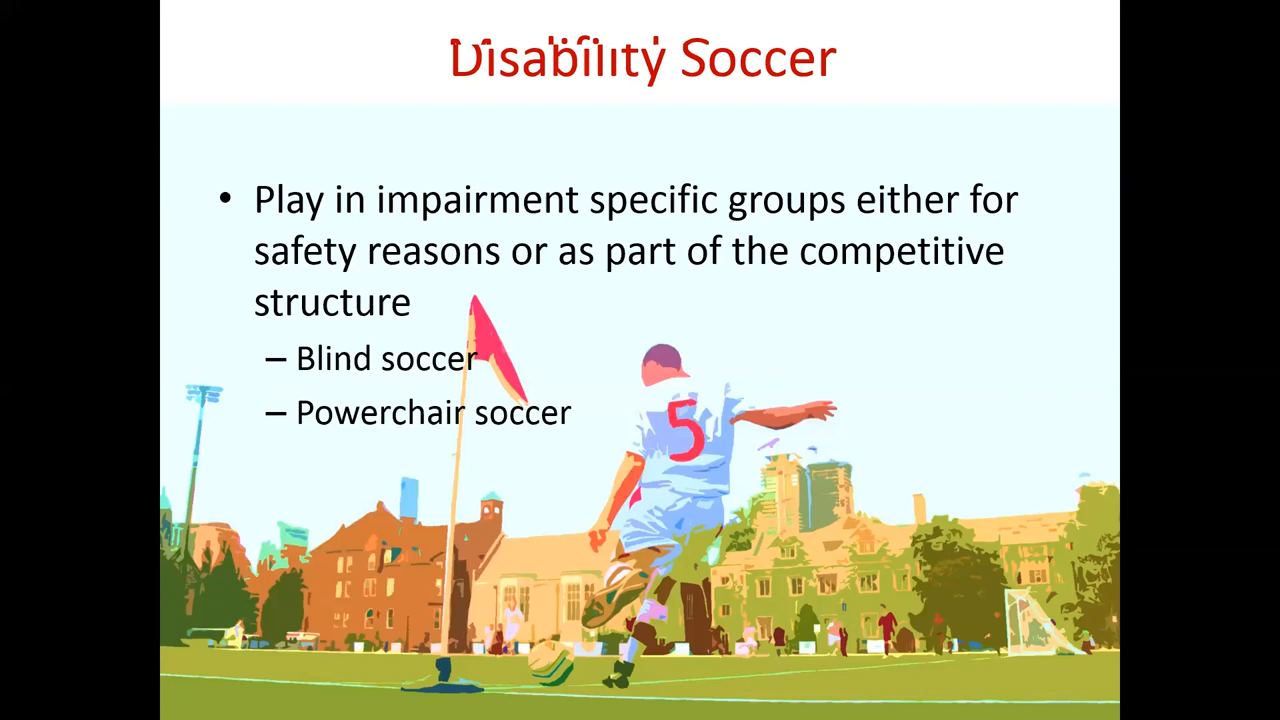 Disability Soccer
• Play in impairment specific groups either for
safety reasons or as part of the competitive
structure
– Blind soccer
– Powerchair soccer
5